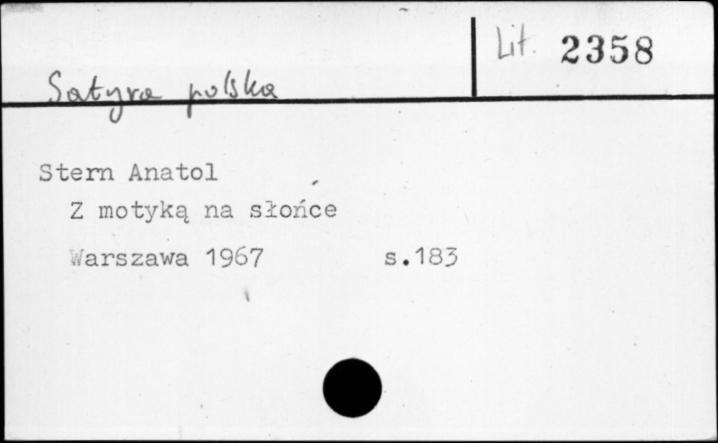 Lit. 2358
Satyra polska
Stern Anatol
Z motyką na słońce
Warszawa 1967 s.183